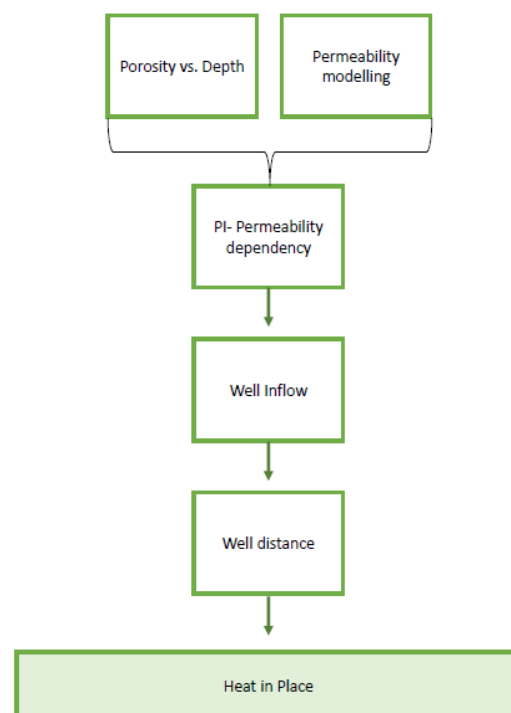 Porosity vs. Depth
Permeability
modelling
PI- Permeability
dependency
Well Inflow
Well distance
Heat in Place